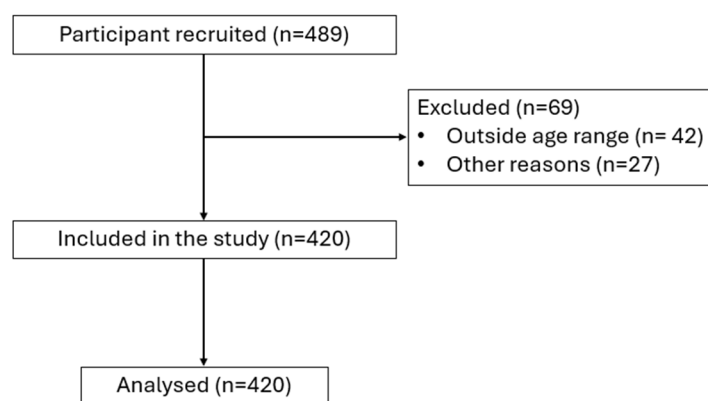 Participant recruited (n=489)
Excluded (n=69)
• Outside age range (n= 42)
• Other reasons (n=27)
Included in the study (n=420)
Analysed (n=420)